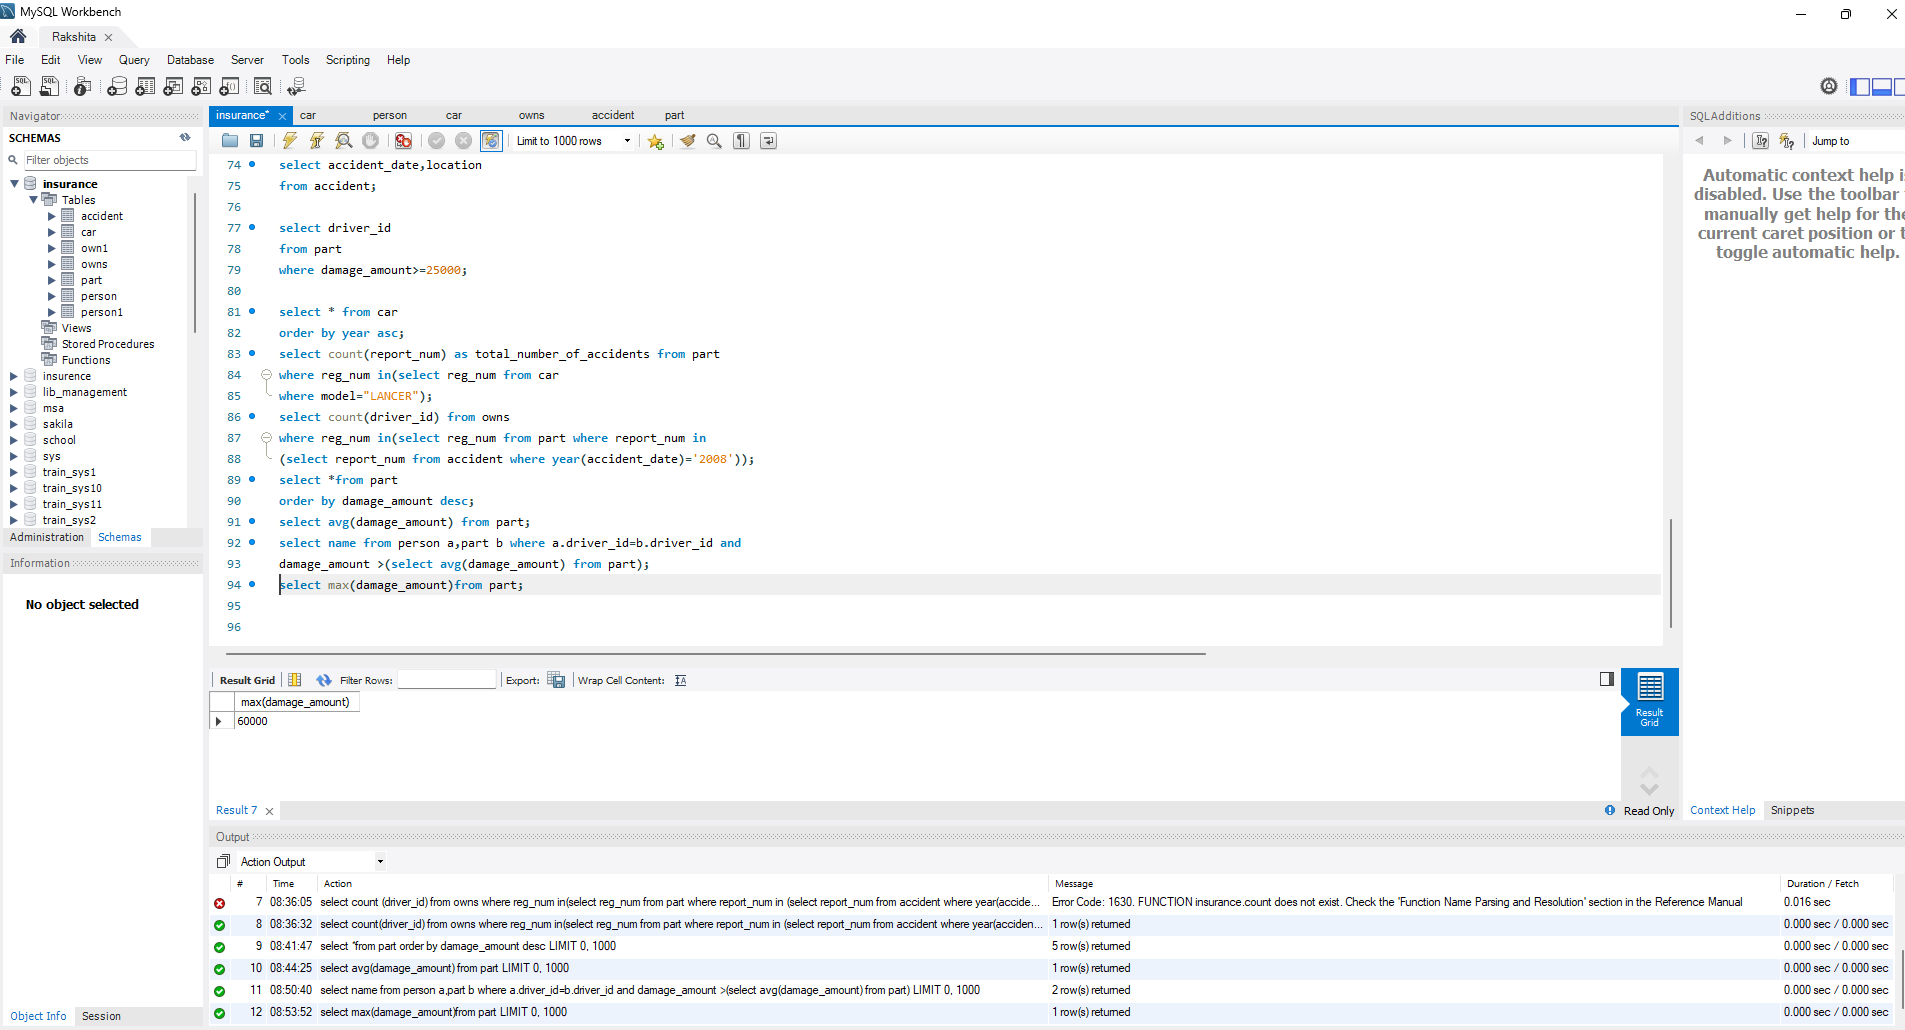 MySQL Workbench
Rakshita
File Edit View Query Database Server Tools Scripting Help
Navigator
SCHEMAS
Filter objects
insurance
Tables
accident
car
own1
owns
part
person
person1
Views
Stored Procedures
Functions
insurence
lib_management
msa
sakila
school
sys
train_sys1
train_sys10
train_sys11
train_sys2
Administration Schemas
Information
No object selected
Object Info Session
insurance* car person car owns accident part
Limit to 1000 rows
74 select accident_date,location
75 from accident;
76
77 select driver_id
78 from part
79 where damage_amount>=25000;
80
81 select * from car
82 order by year asc;
83 select count(report_num) as total_number_of_accidents from part
84 where reg_num in(select reg_num from car
85 where model="LANCER");
86 select count(driver_id) from owns
87 where reg_num in(select reg_num from part where report_num in
88 (select report_num from accident where year(accident_date)='2008'));
89 select *from part
90 order by damage_amount desc;
91 select avg(damage_amount) from part;
92 select name from person a,part b where a.driver_id=b.driver_id and
93 damage_amount >(select avg(damage_amount) from part);
94 select max(damage_amount)from part;
95
96
Result Grid Filter Rows: Export: Wrap Cell Content:
max(damage_amount)
60000
Result Grid
Result 7
Read Only
SQLAdditions
Jump to
Automatic context help is
disabled. Use the toolbar
manually get help for the
current caret position or t
toggle automatic help.
Context Help Snippets
Output
Action Output
# Time Action Message Duration / Fetch
7 08:36:05 select count (driver_id) from owns where reg_num in(select reg_num from part where report_num in (select report_num from accident where year(accide... Error Code: 1630. FUNCTION insurance.count does not exist. Check the 'Function Name Parsing and Resolution' section in the Reference Manual 0.016 sec
8 08:36:32 select count(driver_id) from owns where reg_num in(select reg_num from part where report_num in (select report_num from accident where year(acciden... 1 row(s) returned 0.000 sec / 0.000 sec
9 08:41:47 select *from part order by damage_amount desc LIMIT 0, 1000 5 row(s) returned 0.000 sec / 0.000 sec
10 08:44:25 select avg(damage_amount) from part LIMIT 0, 1000 1 row(s) returned 0.000 sec / 0.000 sec
11 08:50:40 select name from person a,part b where a.driver_id=b.driver_id and damage_amount >(select avg(damage_amount) from part) LIMIT 0, 1000 2 row(s) returned 0.000 sec / 0.000 sec
12 08:53:52 select max(damage_amount)from part LIMIT 0, 1000 1 row(s) returned 0.000 sec / 0.000 sec